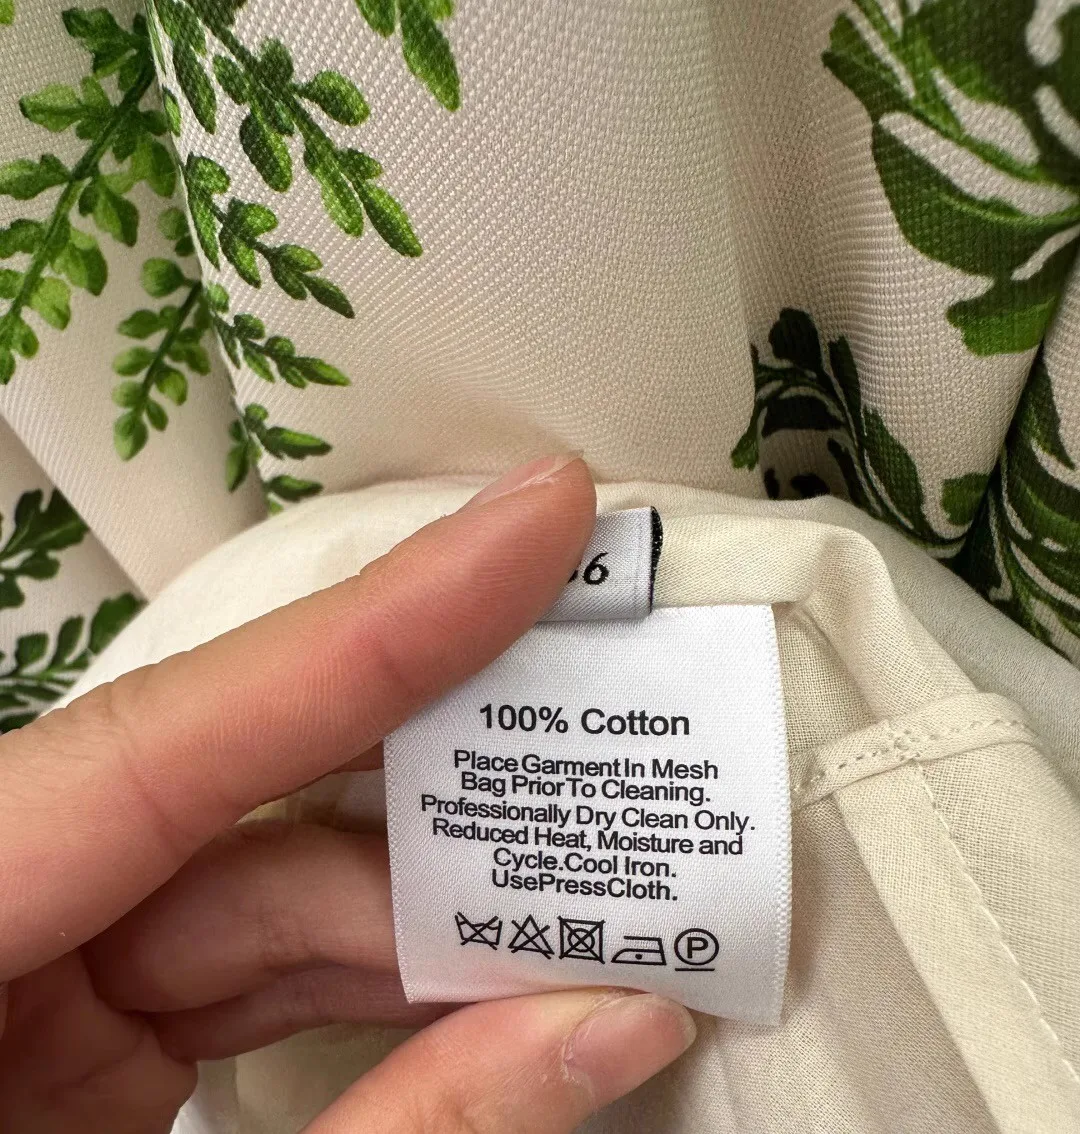 6
100% Cotton
Place Garment In Mesh
Bag Prior To Cleaning.
Professionally Dry Clean Only.
Reduced Heat, Moisture and
Cycle.Cool Iron.
UsePressCloth.
P